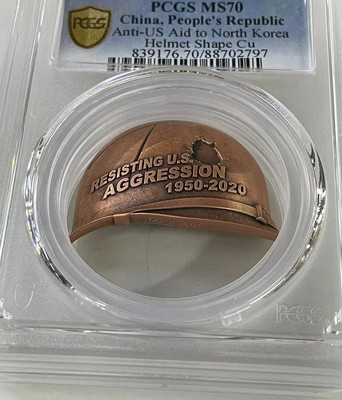 PCGS MS70
China, People's Republic
Anti-US Aid to North Korea
Helmet Shape Cu
839176.70/88702797
PCGS
RESISTING U.S.
AGGRESSION
1950-2020
PCGS